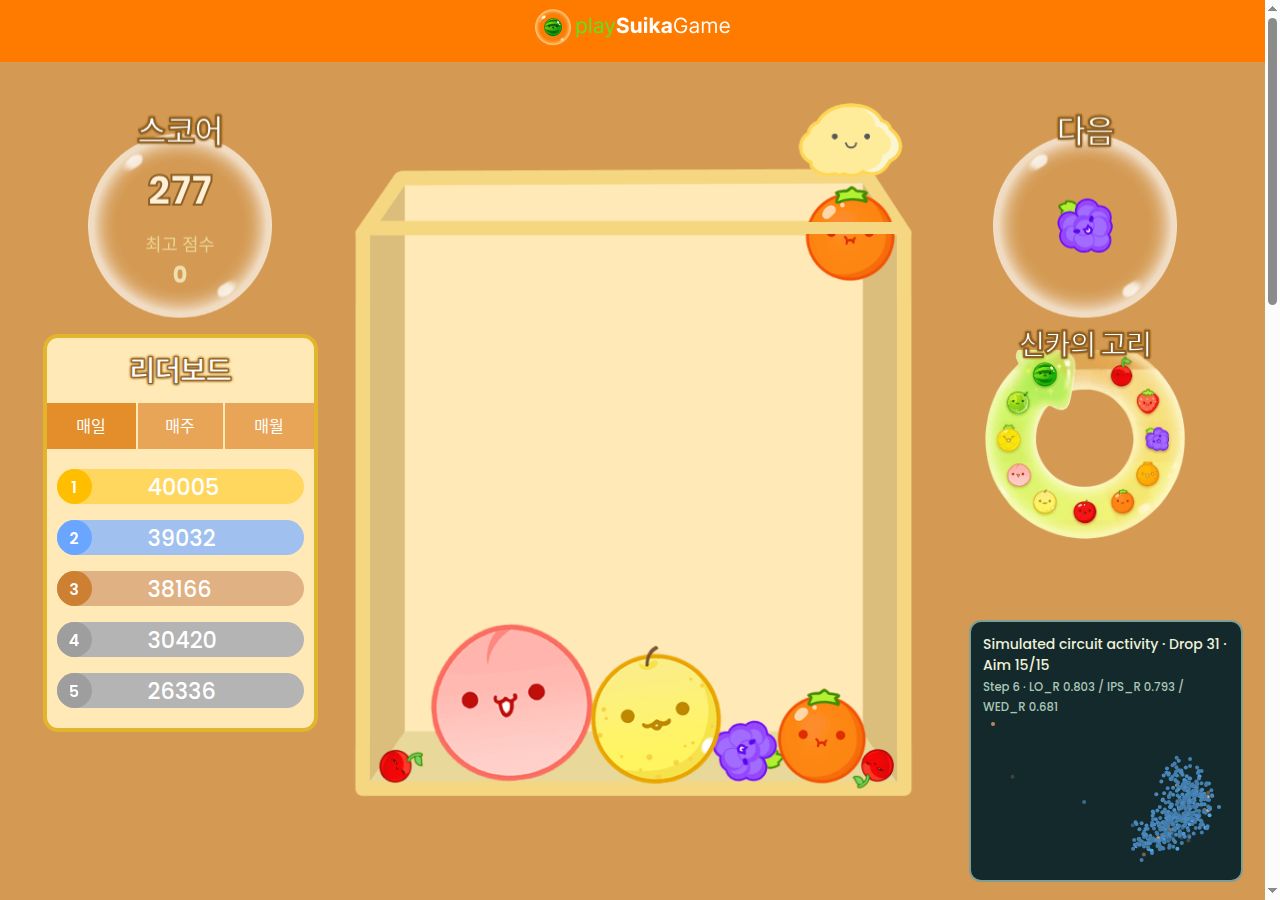 playSuikaGame
스코어
277
최고 점수
0
리더보드
매일 매주 매월
1 40005
2 39032
3 38166
4 30420
5 26336
다음
신카의 고리
Simulated circuit activity · Drop 31 ·
Aim 15/15
Step 6 · LO_R 0.803 / IPS_R 0.793 /
WED_R 0.681